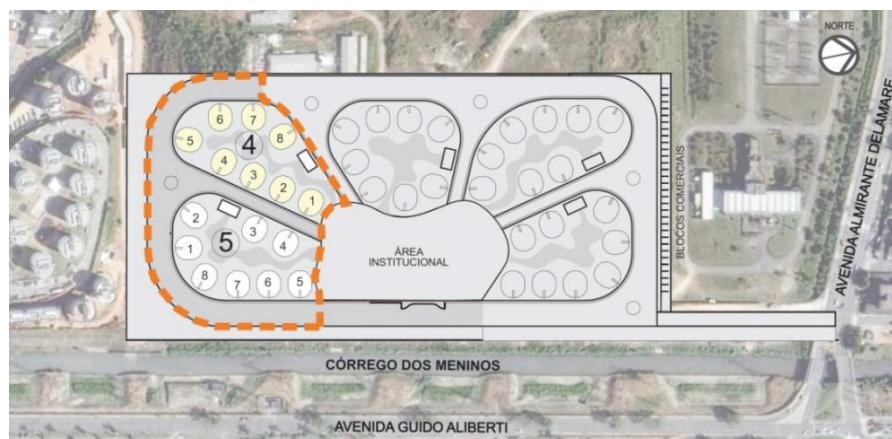 NORTE
6
7
5
4
8
4
3
2
1
2
3
5
4
1
8
7
6
5
ÁREA
INSTITUCIONAL
BLOCOS COMERCIAIS
AVENIDA ALMIRANTE DELAMARE
CÓRREGO DOS MENINOS
AVENIDA GUIDO ALIBERTI